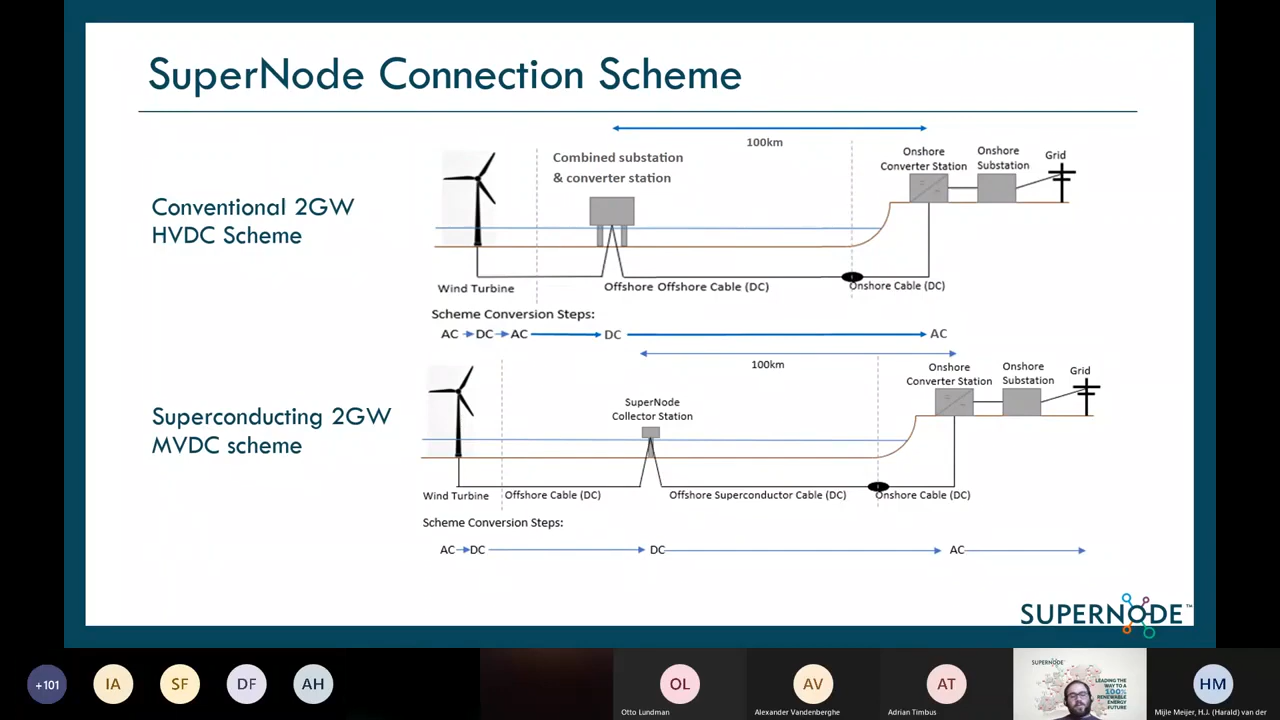 SuperNode Connection Scheme
100km
Combined substation
& converter station
Onshore
Converter Station
Onshore
Substation
Grid
Conventional 2GW
HVDC Scheme
Wind Turbine
Offshore Offshore Cable (DC)
Onshore Cable (DC)
Scheme Conversion Steps:
AC DC AC DC AC
100km
Onshore
Converter Station
Onshore
Substation
Grid
SuperNode
Collector Station
Superconducting 2GW
MVDC scheme
Wind Turbine
Offshore Cable (DC)
Offshore Superconductor Cable (DC)
Onshore Cable (DC)
Scheme Conversion Steps:
AC DC DC AC
SUPERNODE™
+101
IA
SF
DF
AH
OL
Otto Lundman
AV
Alexander Vandenberghe
AT
Adrian Timbus
SUPERNODE
LEADING THE
WAY TO A
100%
RENEWABLE
ENERGY
FUTURE
HM
Mijle Meijer, H.J. (Harald) van der